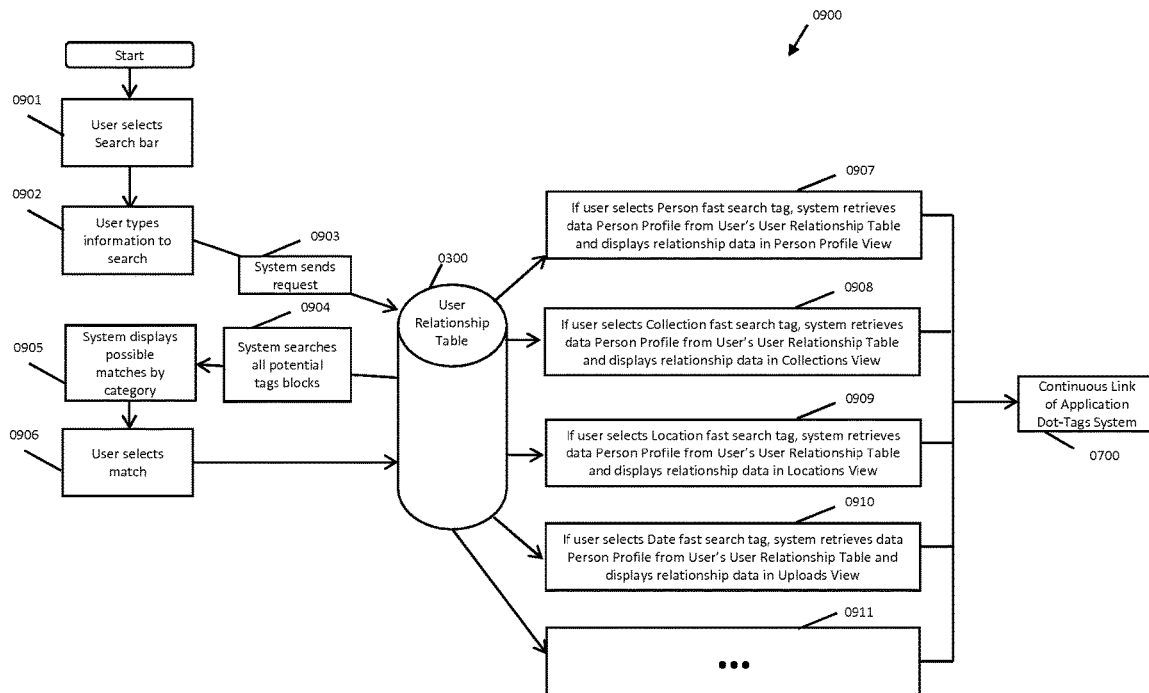 0900
Start
0901
User selects
Search bar
0902
User types
information to
search
0903
System sends
request
0300
User
Relationship
Table
0904
System searches
all potential
tags blocks
0905
System displays
possible
matches by
category
0906
User selects
match
0907
If user selects Person fast search tag, system retrieves
data Person Profile from User's User Relationship Table
and displays relationship data in Person Profile View
0908
If user selects Collection fast search tag, system retrieves
data Person Profile from User's User Relationship Table
and displays relationship data in Collections View
0909
If user selects Location fast search tag, system retrieves
data Person Profile from User's User Relationship Table
and displays relationship data in Locations View
0910
If user selects Date fast search tag, system retrieves data
Person Profile from User's User Relationship Table and
displays relationship data in Uploads View
0911
•••
Continuous Link
of Application
Dot-Tags System
0700